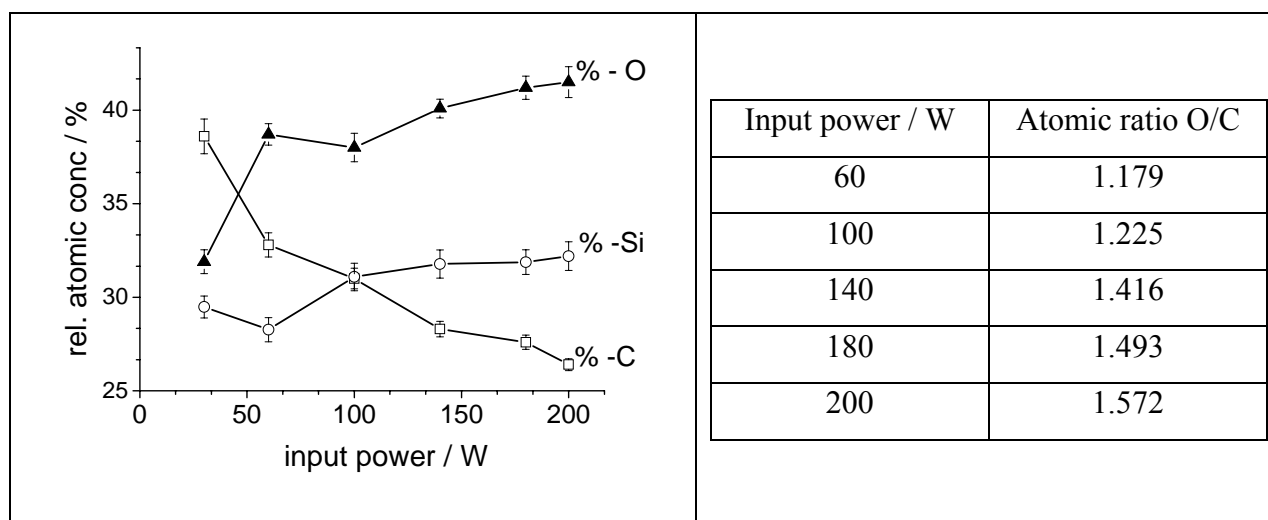 % - O
40
35
% -Si
30
% -C
25
0 50 100 150 200
rel. atomic conc / %
input power / W
Input power / W Atomic ratio O/C
60 1.179
100 1.225
140 1.416
180 1.493
200 1.572